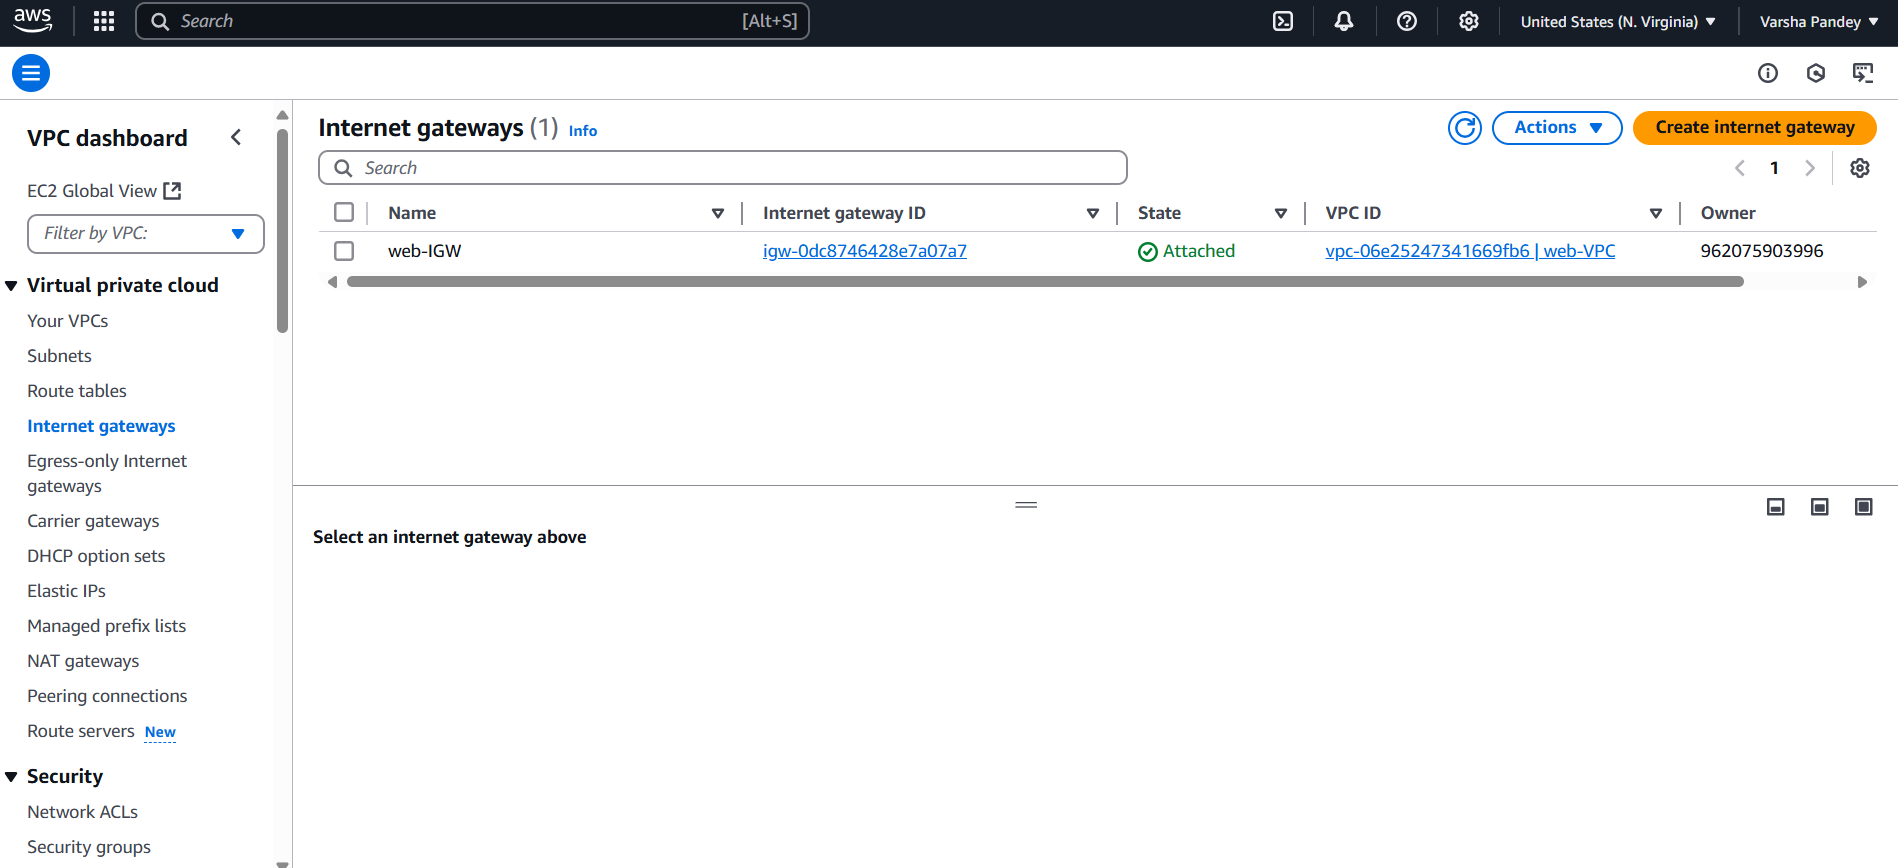 aws
Search [Alt+S]
United States (N. Virginia)
Varsha Pandey
VPC dashboard
EC2 Global View
Filter by VPC:
Virtual private cloud
Your VPCs
Subnets
Route tables
Internet gateways
Egress-only Internet
gateways
Carrier gateways
DHCP option sets
Elastic IPs
Managed prefix lists
NAT gateways
Peering connections
Route servers New
Security
Network ACLs
Security groups
Internet gateways (1) Info
Actions
Create internet gateway
Search
1
Name Internet gateway ID State VPC ID Owner
web-IGW igw-0dc8746428e7a07a7 Attached vpc-06e25247341669fb6 | web-VPC 962075903996
Select an internet gateway above